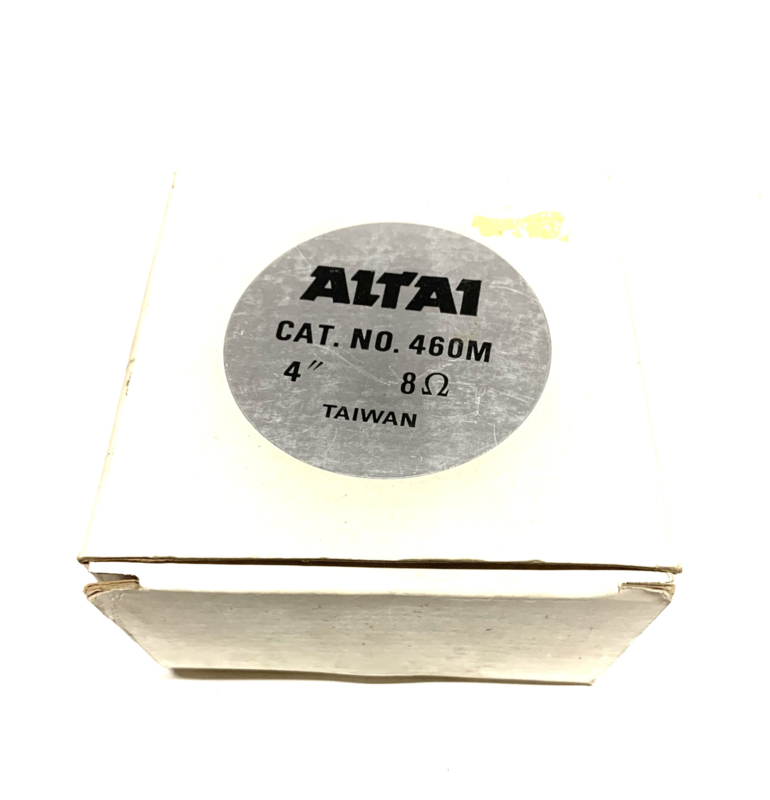 ALTAI
CAT. NO. 460M
4″ 8Ω
TAIWAN